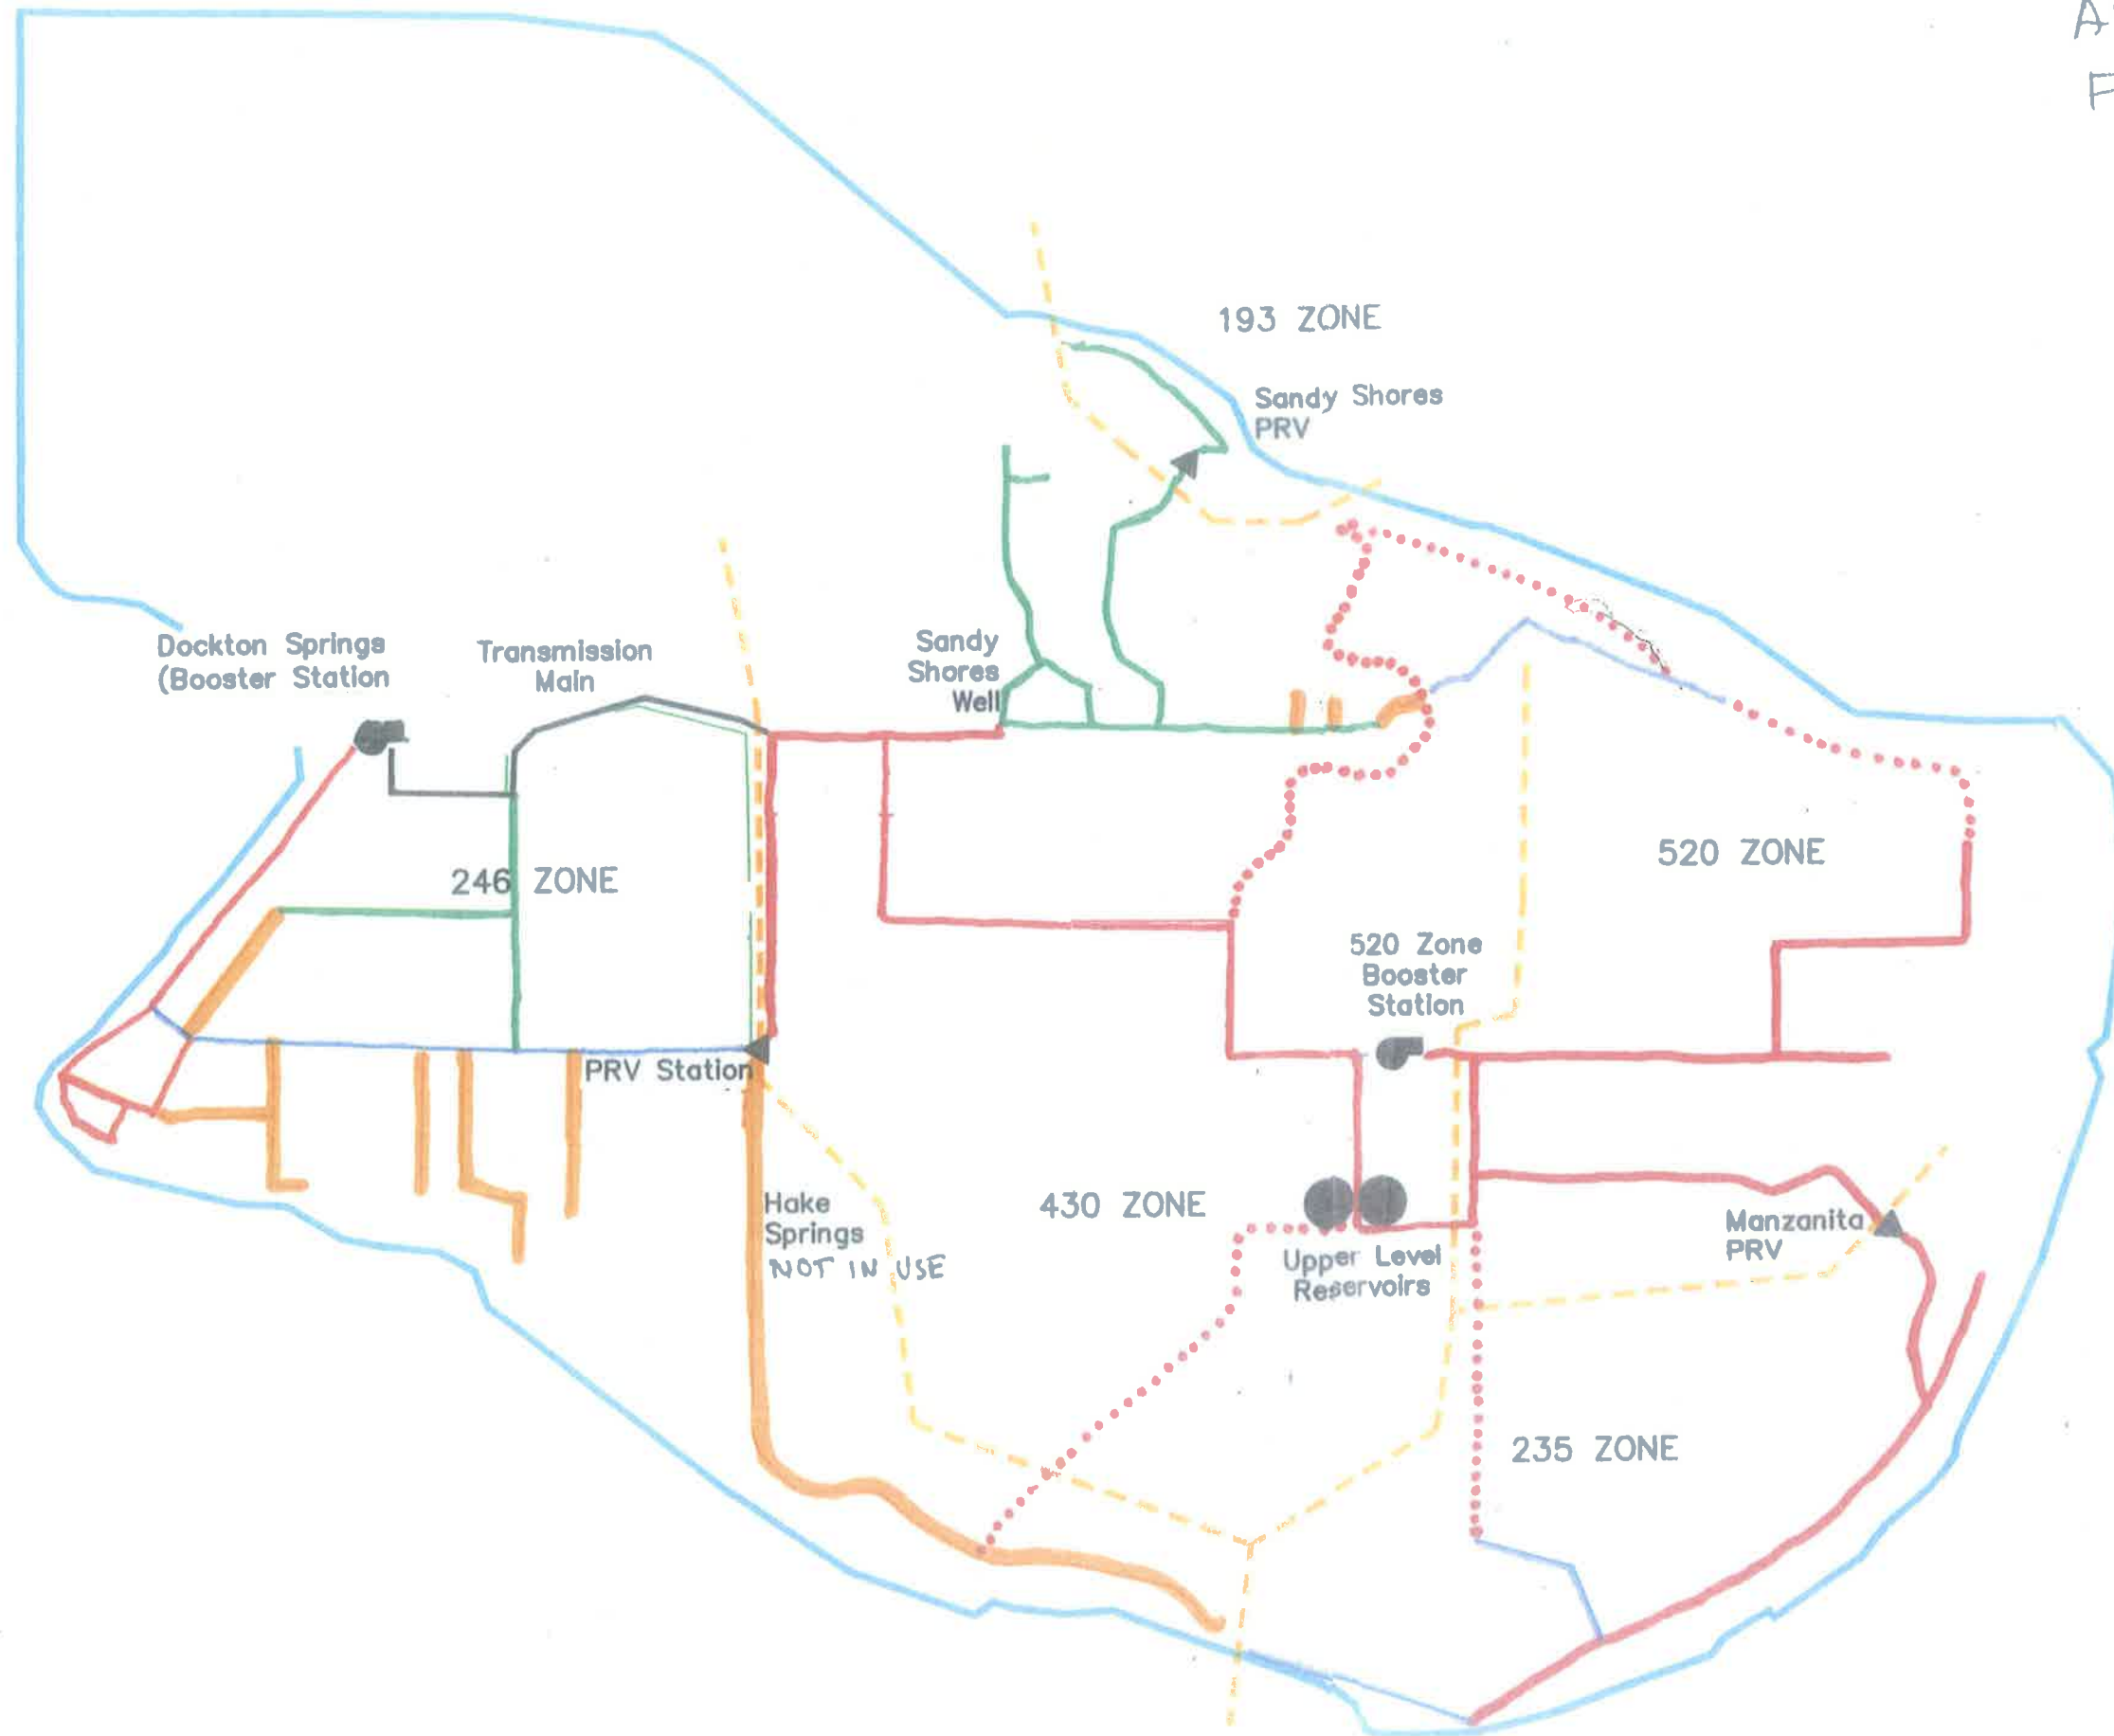 193 ZONE
Sandy Shores
PRV
Dockton Springs
(Booster Station
Transmission
Main
Sandy
Shores
Well
246 ZONE
520 ZONE
520 Zone
Booster
Station
PRV Station
Hake
Springs
NOT IN USE
430 ZONE
Upper Level
Reservoirs
Manzanita
PRV
235 ZONE